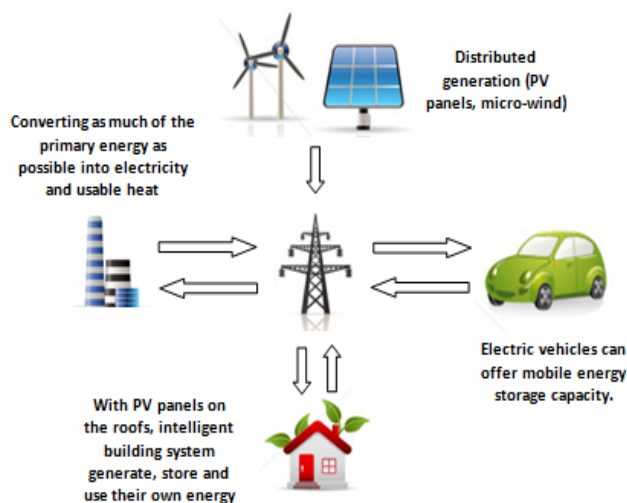 Distributed
generation (PV
panels, micro-wind)
Converting as much of the
primary energy as
possible into electricity
and usable heat
Electric vehicles can
offer mobile energy
storage capacity.
With PV panels on
the roofs, intelligent
building system
generate, store and
use their own energy